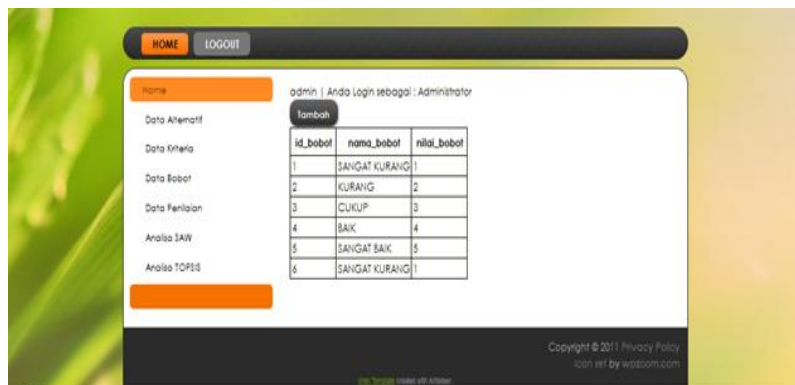 HOME LOGOUT
Home
Data Alternatif
Data Kriteria
Data Bobot
Data Penilaian
Analisa SAW
Analisa TOPSIS
admin | Anda Login sebagai : Administrator
Tambah
id_bobot nama_bobot nilai_bobot
1 SANGAT KURANG 1
2 KURANG 2
3 CUKUP 3
4 BAIK 4
5 SANGAT BAIK 5
6 SANGAT KURANG 1
Copyright © 2011 Privacy Policy
Icon set by wpzoom.com